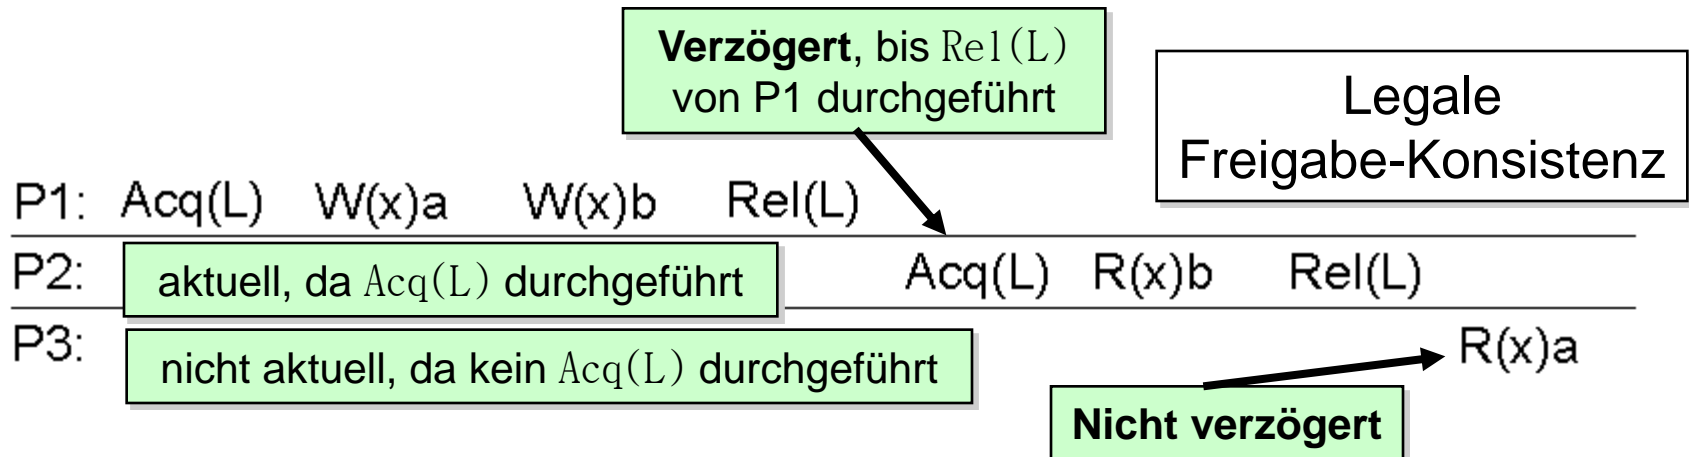 Verzögert, bis Rel(L)
von P1 durchgeführt
Legale
Freigabe-Konsistenz
P1: Acq(L) W(x)a W(x)b Rel(L)
P2: aktuell, da Acq(L) durchgeführt Acq(L) R(x)b Rel(L)
P3: nicht aktuell, da kein Acq(L) durchgeführt R(x)a
Nicht verzögert